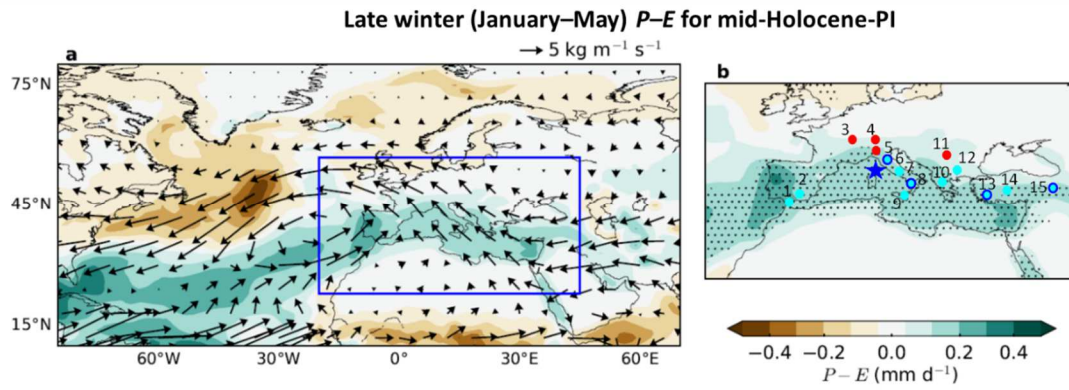 Late winter (January–May) P–E for mid-Holocene-PI
a
→ 5 kg m⁻¹ s⁻¹
75°N
45°N
15°N
60°W
30°W
0°
30°E
60°E
b
3
4
5
11
6
12
7
2
10
8
13
14
15
1
9
−0.4
−0.2
0.0
0.2
0.4
P − E (mm d⁻¹)